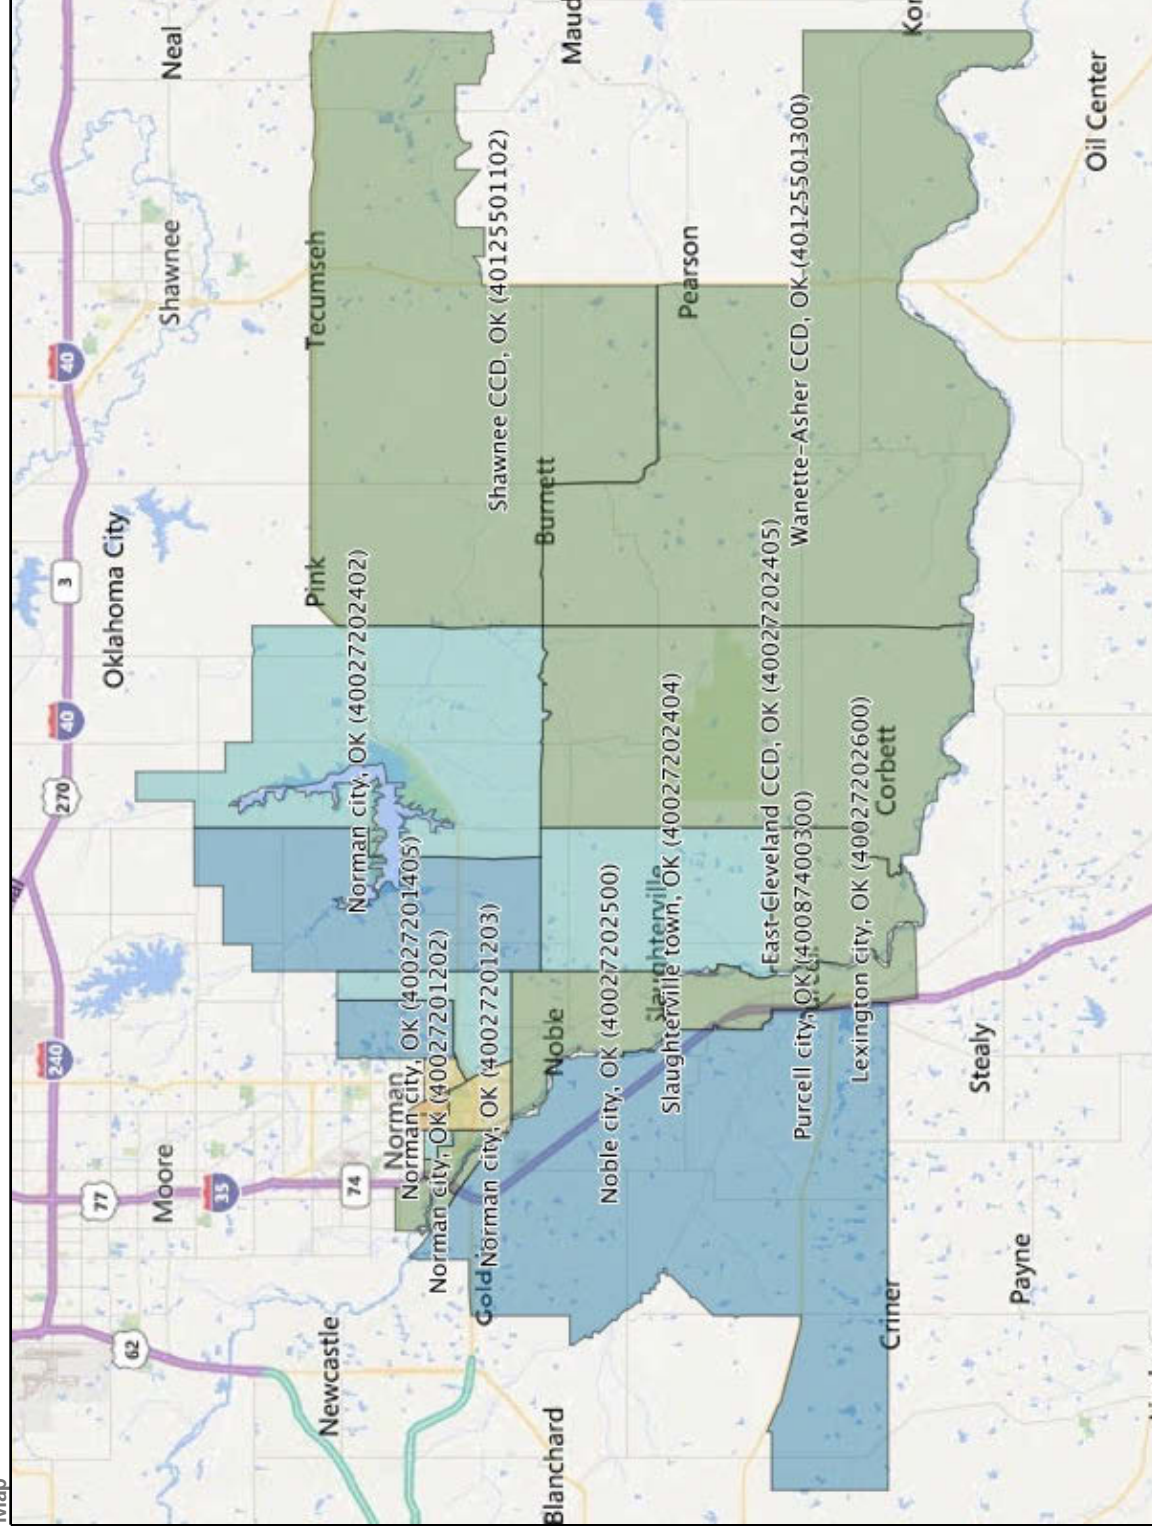 Map
Neal
Maud
Shawnee
Tecumseh
Shawnee CCD, OK (40125501102)
Pearson
Wanette-Asher CCD, OK (40125501300)
Oil Center
40
3
Oklahoma City
Pink
Burnett
Norman city, OK (40027202402)
40
270
East Cleveland CCD, OK (40027202405)
Slaughterville
Slaughterville town, OK (40027202404)
Corbett
Norman city, OK (40027201405)
Norman city, OK (40027201202)
Norman city, OK (40027201203)
Noble city, OK (40027202500)
Purcell city, OK (40087400300)
Lexington city, OK (40027202600)
240
Noble
Norman
Stealy
77
Moore
35
74
62
Newcastle
Gold
Criner
Payne
Blanchard